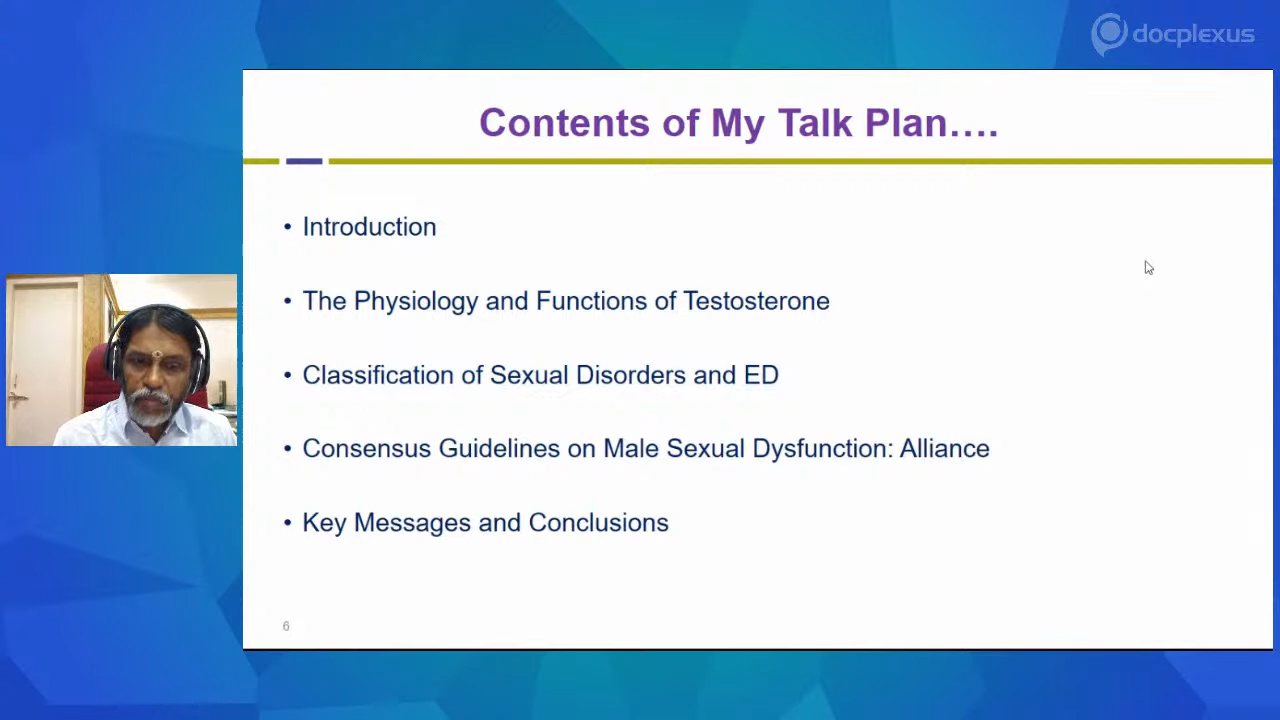 docplexus
Contents of My Talk Plan....
• Introduction
• The Physiology and Functions of Testosterone
• Classification of Sexual Disorders and ED
• Consensus Guidelines on Male Sexual Dysfunction: Alliance
• Key Messages and Conclusions
6